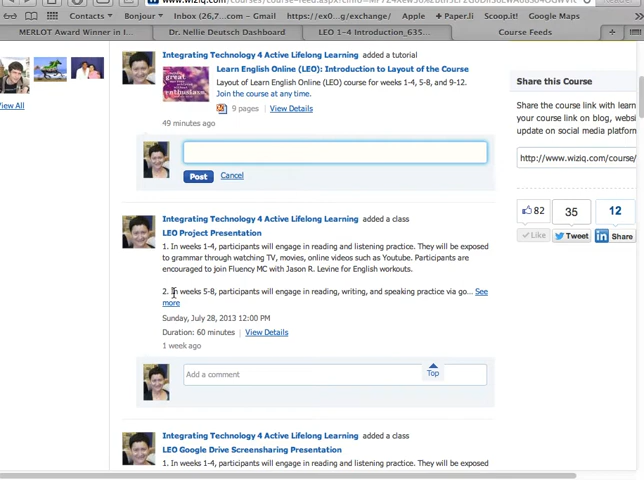 Contacts Bonjour Inbox (26,7...com - Outlook) https://ex0...g/exchange/ Apple + Paper.li Scoop.it! Google Maps
MERLOT Award Winner in I... Dr. Nellie Deutsch Dashboard LEO 1-4 Introduction_635... Course Feeds
Integrating Technology 4 Active Lifelong Learning added a tutorial
Learn English Online (LEO): Introduction to Layout of the Course
Layout of Learn English Online (LEO) course for weeks 1-4, 5-8, and 9-12.
Join the course at any time.
9 pages View Details
49 minutes ago
Post Cancel
Integrating Technology 4 Active Lifelong Learning added a class
LEO Project Presentation
1. In weeks 1-4, participants will engage in reading and listening practice. They will be exposed
to grammar through watching TV, movies, online videos such as Youtube. Participants are
encouraged to join Fluency MC with Jason R. Levine for English workouts.
2. In weeks 5-8, participants will engage in reading, writing, and speaking practice via go... See
more
Sunday, July 28, 2013 12:00 PM
Duration: 60 minutes View Details
1 week ago
Add a comment
Top
Integrating Technology 4 Active Lifelong Learning added a class
LEO Google Drive Screensharing Presentation
1. In weeks 1-4, participants will engage in reading and listening practice. They will be exposed
View All
Share this Course
Share the course link with learn
your course link on blog, websi
update on social media platform
http://www.wiziq.com/course/
82 35 12
Like Tweet Share